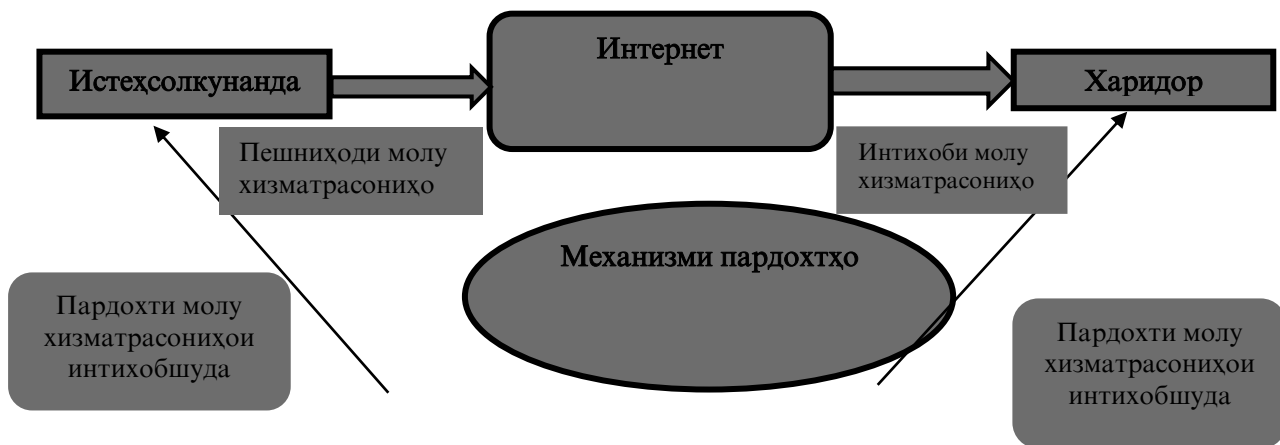 Интернет
Истеҳсолкунанда
Харидор
Пешниҳоди молу
хизматрасониҳо
Интихоби молу
хизматрасониҳо
Механизми пардохтҳо
Пардохти молу
хизматрасониҳои
интихобшуда
Пардохти молу
хизматрасониҳои
интихобшуда